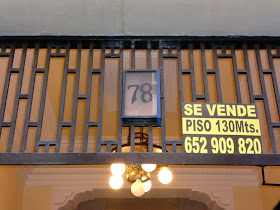 78
SE VENDE
PISO 130Mts.
652 909 820